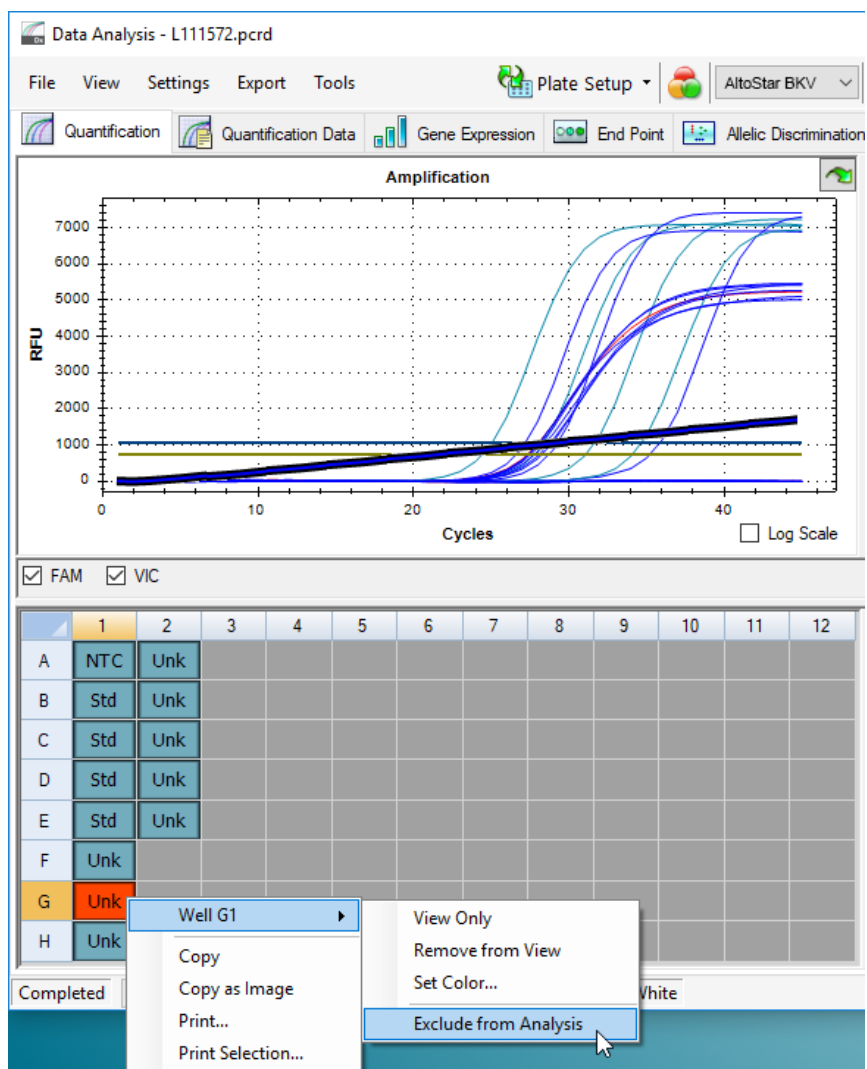 Data Analysis - L111572.pcrd
File View Settings Export Tools Plate Setup AltoStar BKV
Quantification Quantification Data Gene Expression End Point Allelic Discrimination
Amplification
7000
6000
5000
4000
3000
2000
1000
0
RFU
0 10 20 30 40
Cycles
Log Scale
FAM VIC
1 2 3 4 5 6 7 8 9 10 11 12
A NTC Unk
B Std Unk
C Std Unk
D Std Unk
E Std Unk
F Unk
G Unk
H Unk
Well G1
Copy
Copy as Image
Print...
Print Selection...
View Only
Remove from View
Set Color...
Exclude from Analysis
Completed